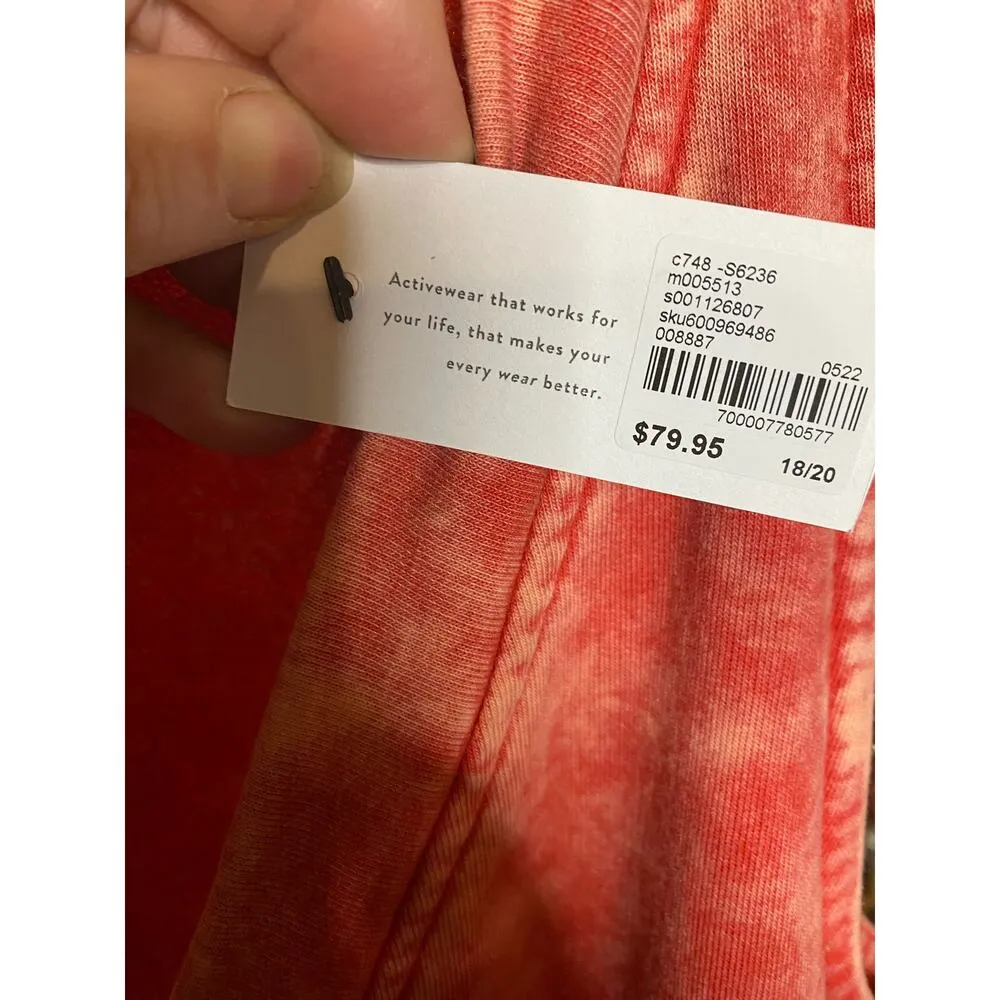 Activewear that works for
your life, that makes your
every wear better.
c748 -S6236
m005513
s001126807
sku600969486
008887
0522
700007780577
$79.95
18/20